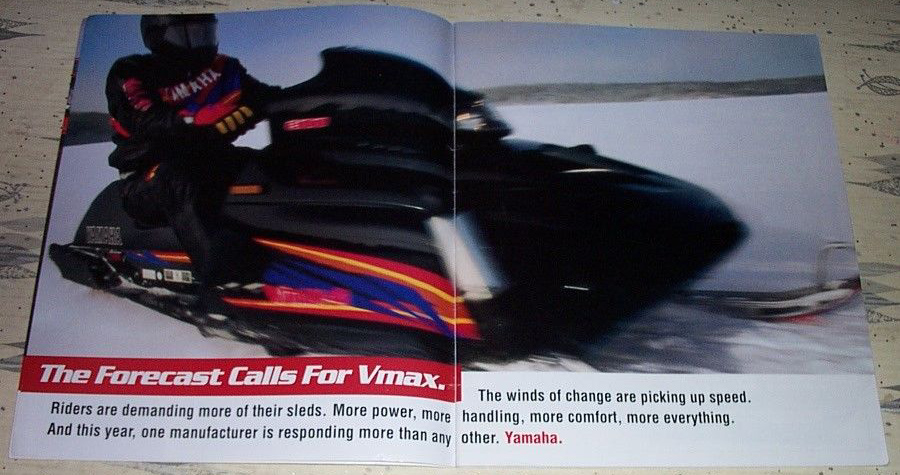 YAMAHA
YAMAHA
The Forecast Calls For Vmax.
The winds of change are picking up speed.
Riders are demanding more of their sleds. More power, more handling, more comfort, more everything.
And this year, one manufacturer is responding more than any other. Yamaha.